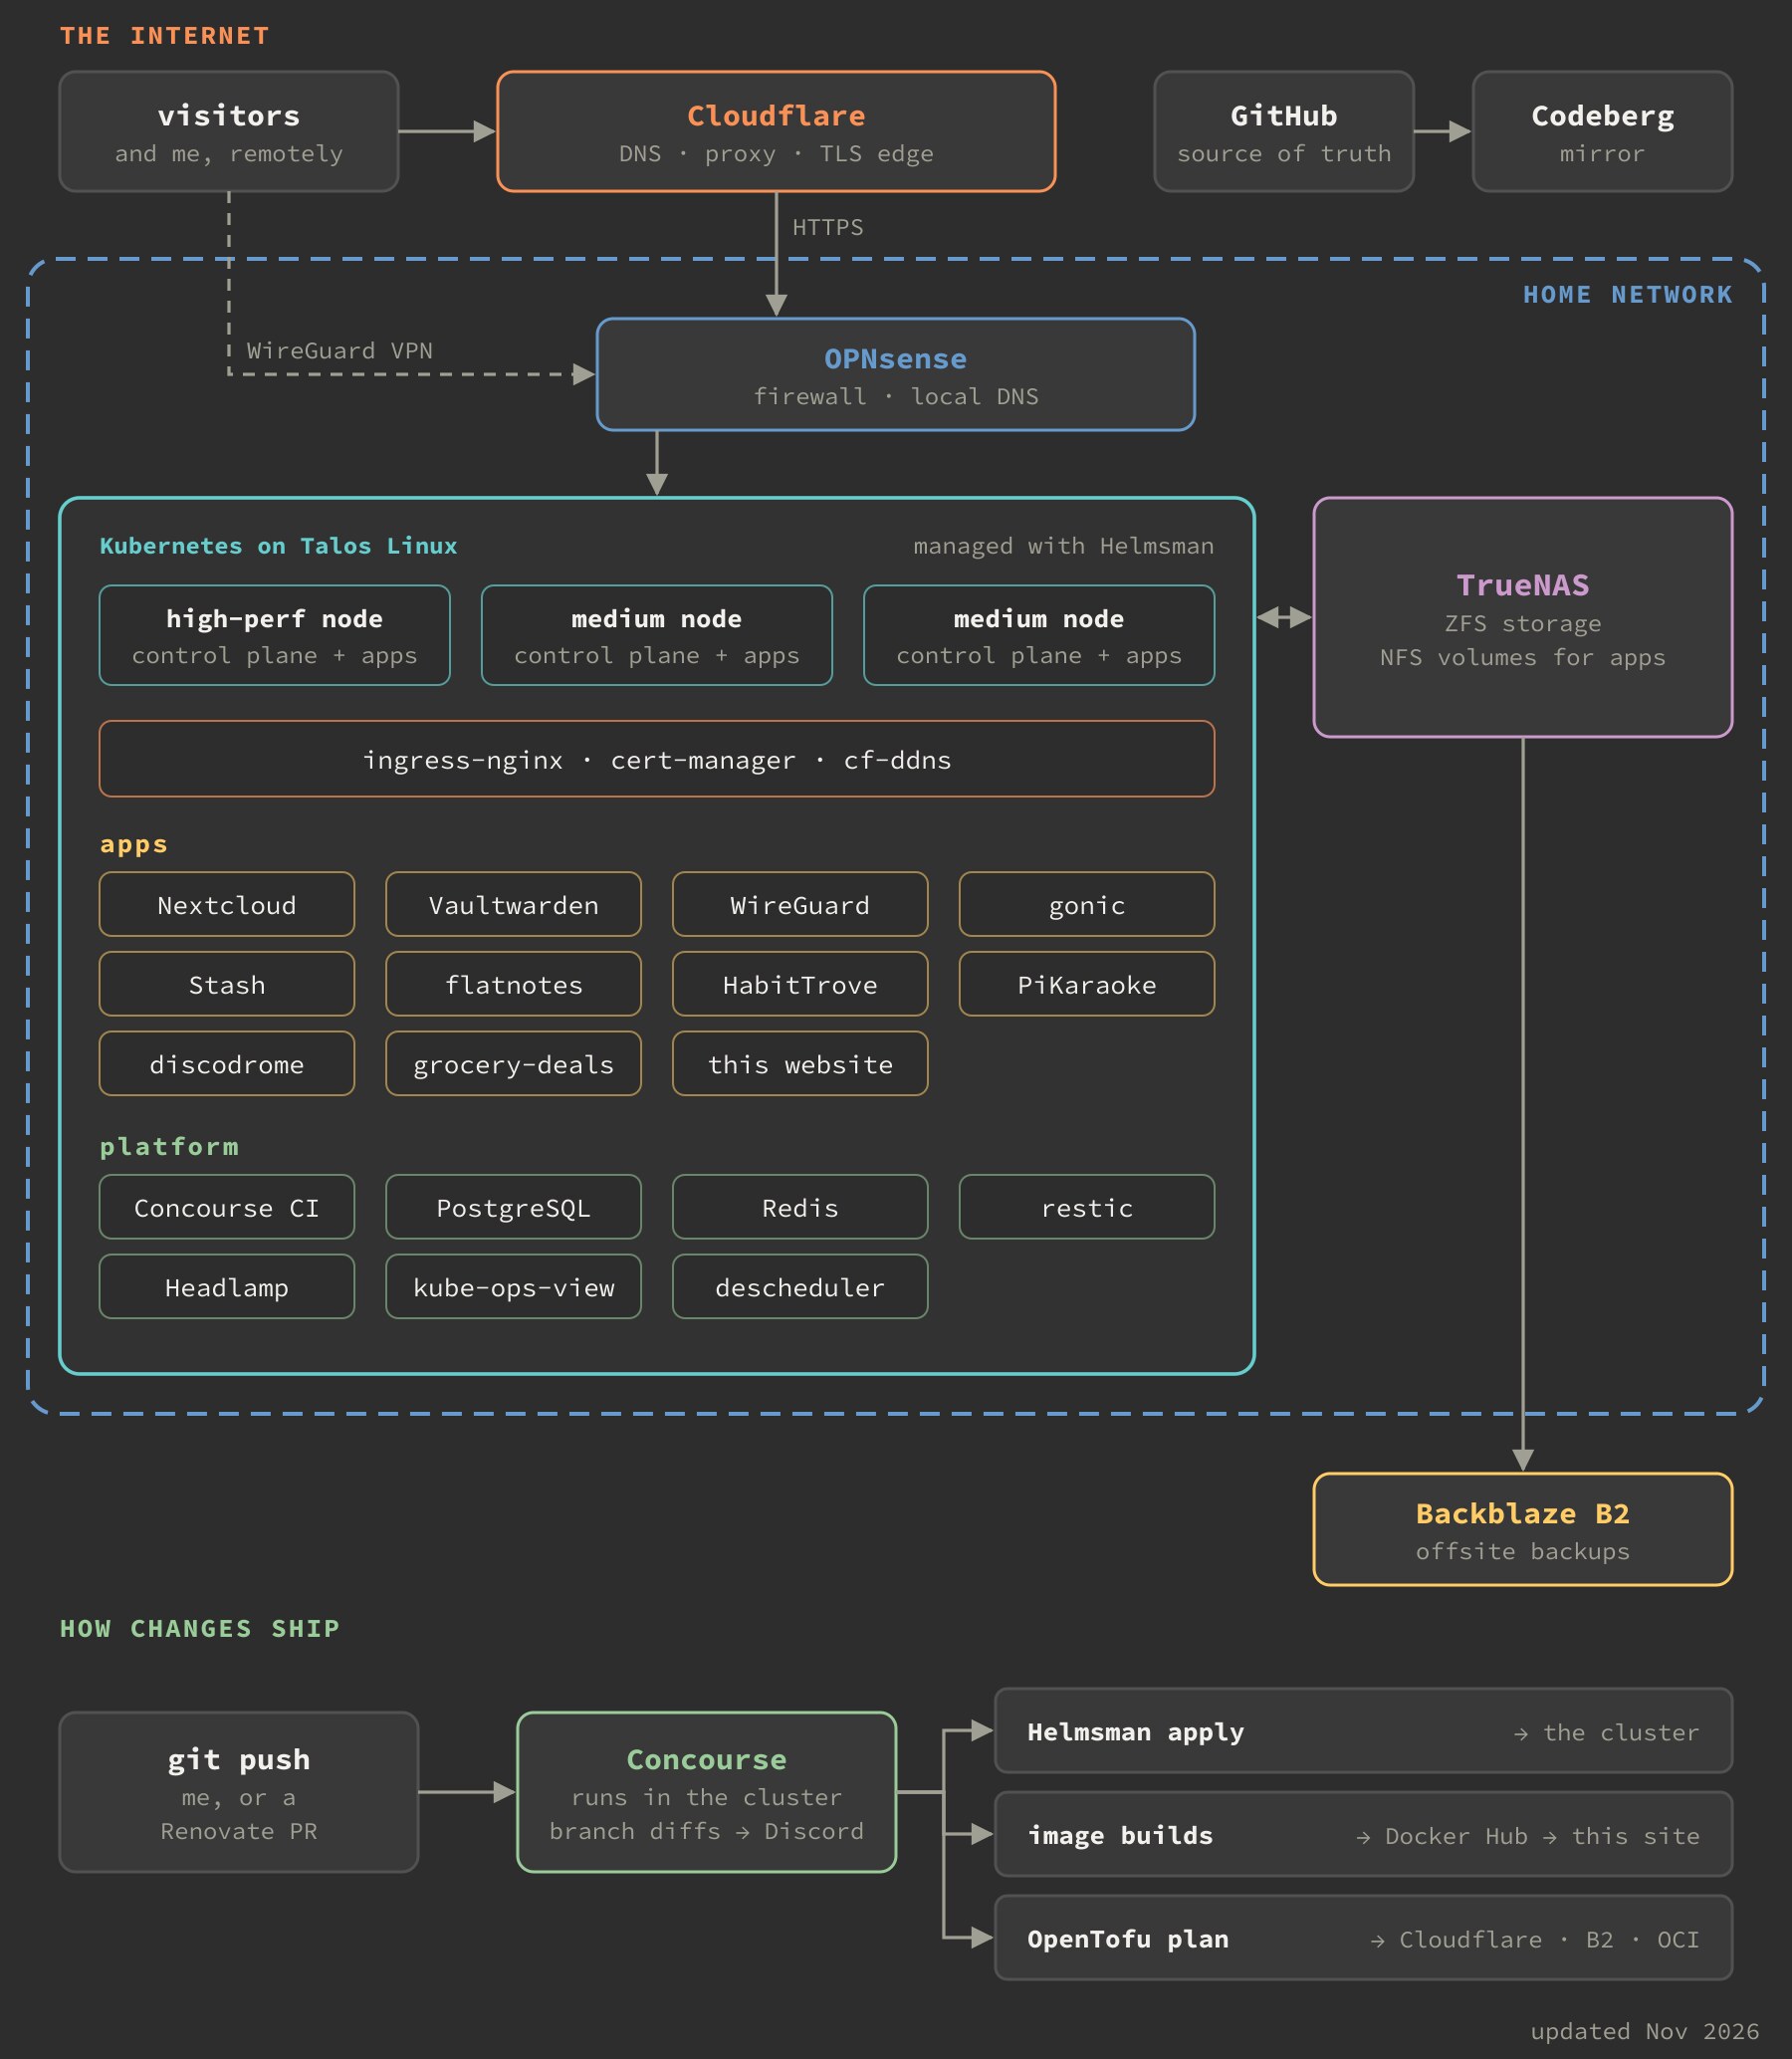 THE INTERNET
visitors
and me, remotely
Cloudflare
DNS · proxy · TLS edge
GitHub
source of truth
Codeberg
mirror
HTTPS
HOME NETWORK
WireGuard VPN
OPNsense
firewall · local DNS
Kubernetes on Talos Linux
managed with Helmsman
high-perf node
control plane + apps
medium node
control plane + apps
medium node
control plane + apps
TrueNAS
ZFS storage
NFS volumes for apps
ingress-nginx · cert-manager · cf-ddns
apps
Nextcloud
Vaultwarden
WireGuard
gonic
Stash
flatnotes
HabitTrove
PiKaraoke
discodrome
grocery-deals
this website
platform
Concourse CI
PostgreSQL
Redis
restic
Headlamp
kube-ops-view
descheduler
Backblaze B2
offsite backups
HOW CHANGES SHIP
git push
me, or a
Renovate PR
Concourse
runs in the cluster
branch diffs → Discord
Helmsman apply → the cluster
image builds → Docker Hub → this site
OpenTofu plan → Cloudflare · B2 · OCI
updated Nov 2026